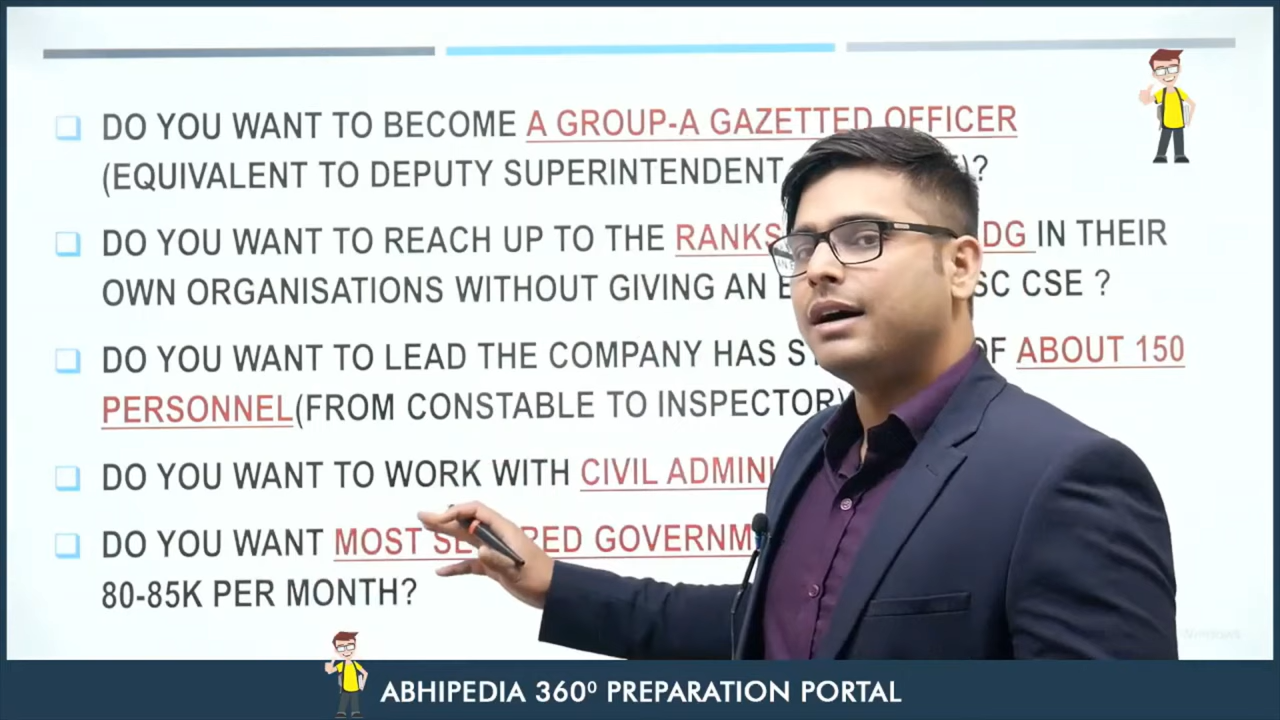 DO YOU WANT TO BECOME A GROUP-A GAZETTED OFFICER
(EQUIVALENT TO DEPUTY SUPERINTENDENT )?
DO YOU WANT TO REACH UP TO THE RANKS DG IN THEIR
OWN ORGANISATIONS WITHOUT GIVING AN SC CSE ?
DO YOU WANT TO LEAD THE COMPANY HAS OF ABOUT 150
PERSONNEL(FROM CONSTABLE TO INSPECTOR)
DO YOU WANT TO WORK WITH CIVIL
DO YOU WANT MOST
80-85K PER MONTH?
ABHIPEDIA 360⁰ PREPARATION PORTAL